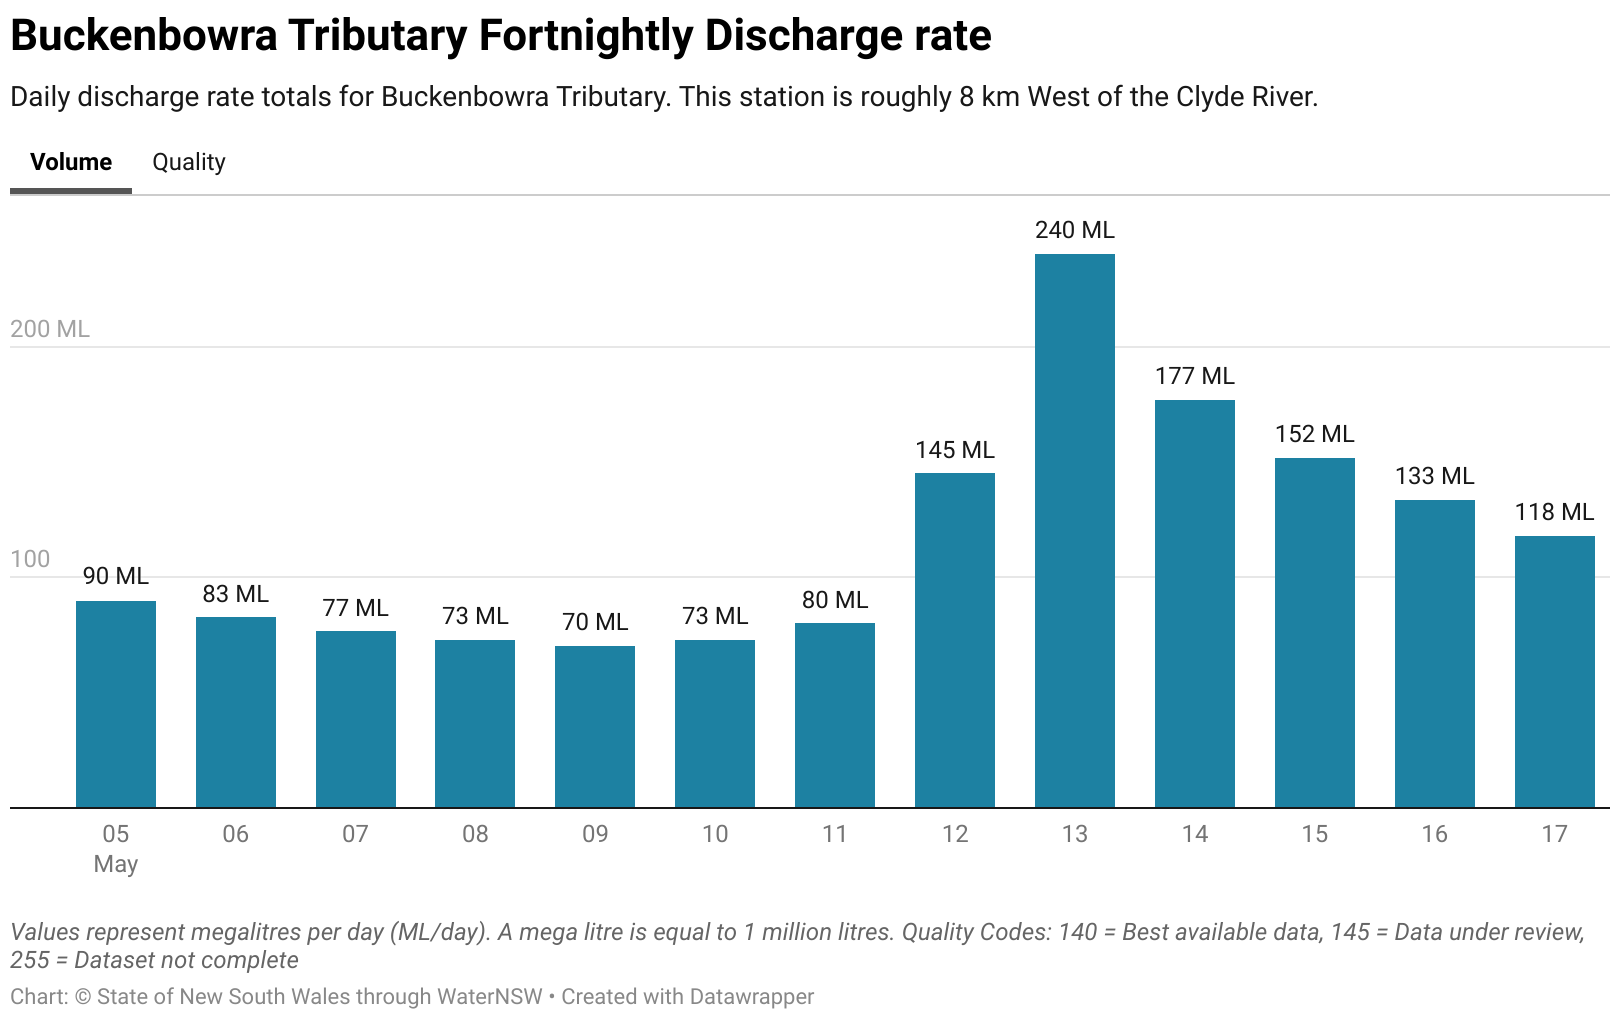 Buckenbowra Tributary Fortnightly Discharge rate
Daily discharge rate totals for Buckenbowra Tributary. This station is roughly 8 km West of the Clyde River.
Volume Quality
240 ML
200 ML
177 ML
152 ML
145 ML
133 ML
118 ML
100
90 ML
83 ML
77 ML
73 ML
70 ML
73 ML
80 ML
05 06 07 08 09 10 11 12 13 14 15 16 17
May
Values represent megalitres per day (ML/day). A mega litre is equal to 1 million litres. Quality Codes: 140 = Best available data, 145 = Data under review,
255 = Dataset not complete
Chart: © State of New South Wales through WaterNSW • Created with Datawrapper